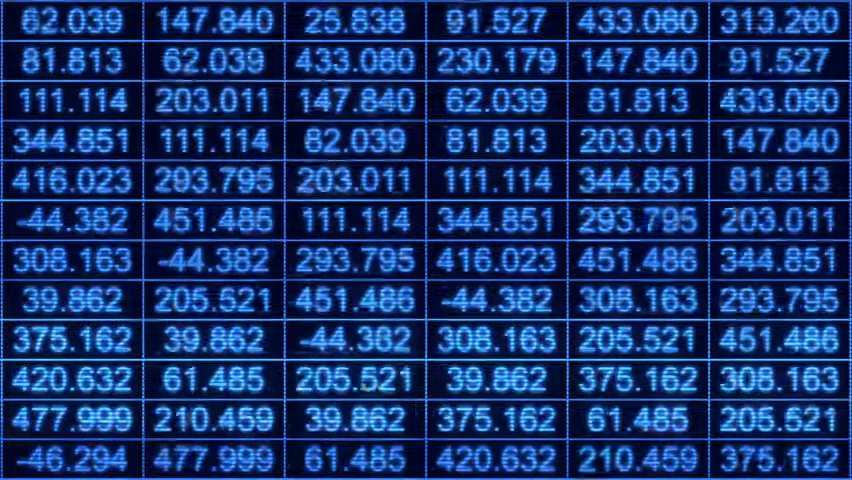 62.039 147.840 25.838 91.527 433.080 313.260
81.813 62.039 433.080 230.179 147.840 91.527
111.114 203.011 147.840 62.039 81.813 433.080
344.851 111.114 82.039 81.813 203.011 147.840
416.023 293.795 203.011 111.114 344.851 81.813
-44.382 451.485 111.114 344.851 293.795 203.011
308.163 -44.382 293.795 416.023 451.486 344.851
39.862 205.521 451.486 -44.382 308.163 293.795
375.162 39.862 -44.382 308.163 205.521 451.486
420.632 61.485 205.521 39.862 375.162 308.163
477.999 210.459 39.862 375.162 61.485 205.521
-46.294 477.999 61.485 420.632 210.459 375.162